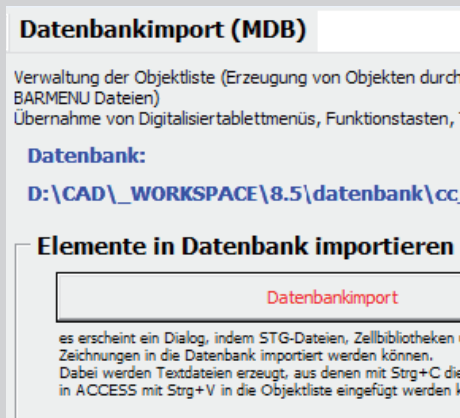 Datenbankimport (MDB)
Verwaltung der Objektliste (Erzeugung von Objekten durch
BARMENU Dateien)
Übernahme von Digitalisiertablettmenüs, Funktionstasten,
Datenbank:
D:\CAD\_WORKSPACE\8.5\datenbank\cc_
Elemente in Datenbank importieren
Datenbankimport
es erscheint ein Dialog, indem STG-Dateien, Zellbibliotheken
Zeichnungen in die Datenbank importiert werden können.
Dabei werden Textdateien erzeugt, aus denen mit Strg+C die
in ACCESS mit Strg+V in die Objektliste eingefügt werden